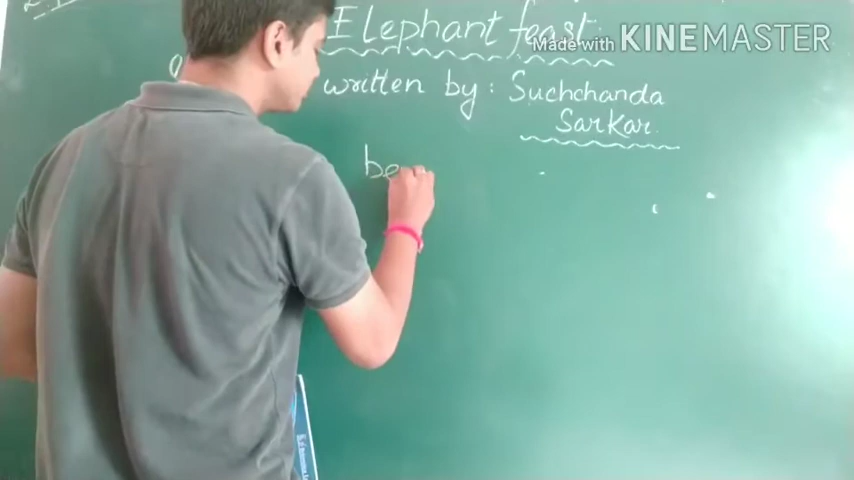 Elephant feast
Made with KINEMASTER
written by: Suchchanda
Sarkar.
be